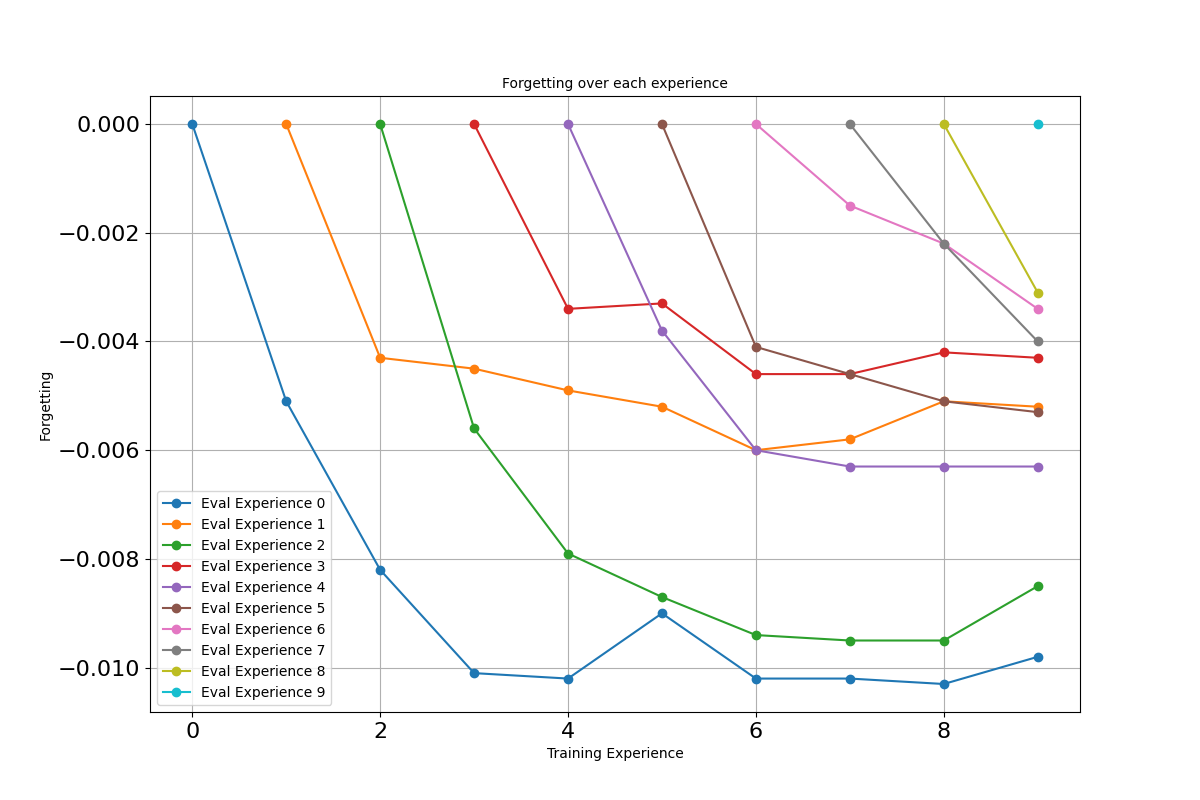 Forgetting over each experience
0.000
−0.002
−0.004
−0.006
−0.008
−0.010
Forgetting
Eval Experience 0
Eval Experience 1
Eval Experience 2
Eval Experience 3
Eval Experience 4
Eval Experience 5
Eval Experience 6
Eval Experience 7
Eval Experience 8
Eval Experience 9
0 2 4 6 8
Training Experience